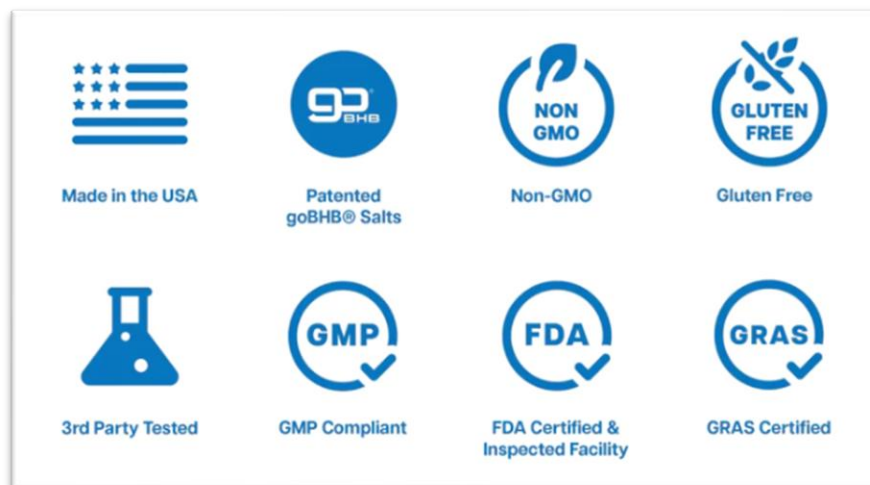 go®
BHB
NON
GMO
GLUTEN
FREE
Made in the USA
Patented
goBHB® Salts
Non-GMO
Gluten Free
GMP
FDA
GRAS
3rd Party Tested
GMP Compliant
FDA Certified &
Inspected Facility
GRAS Certified